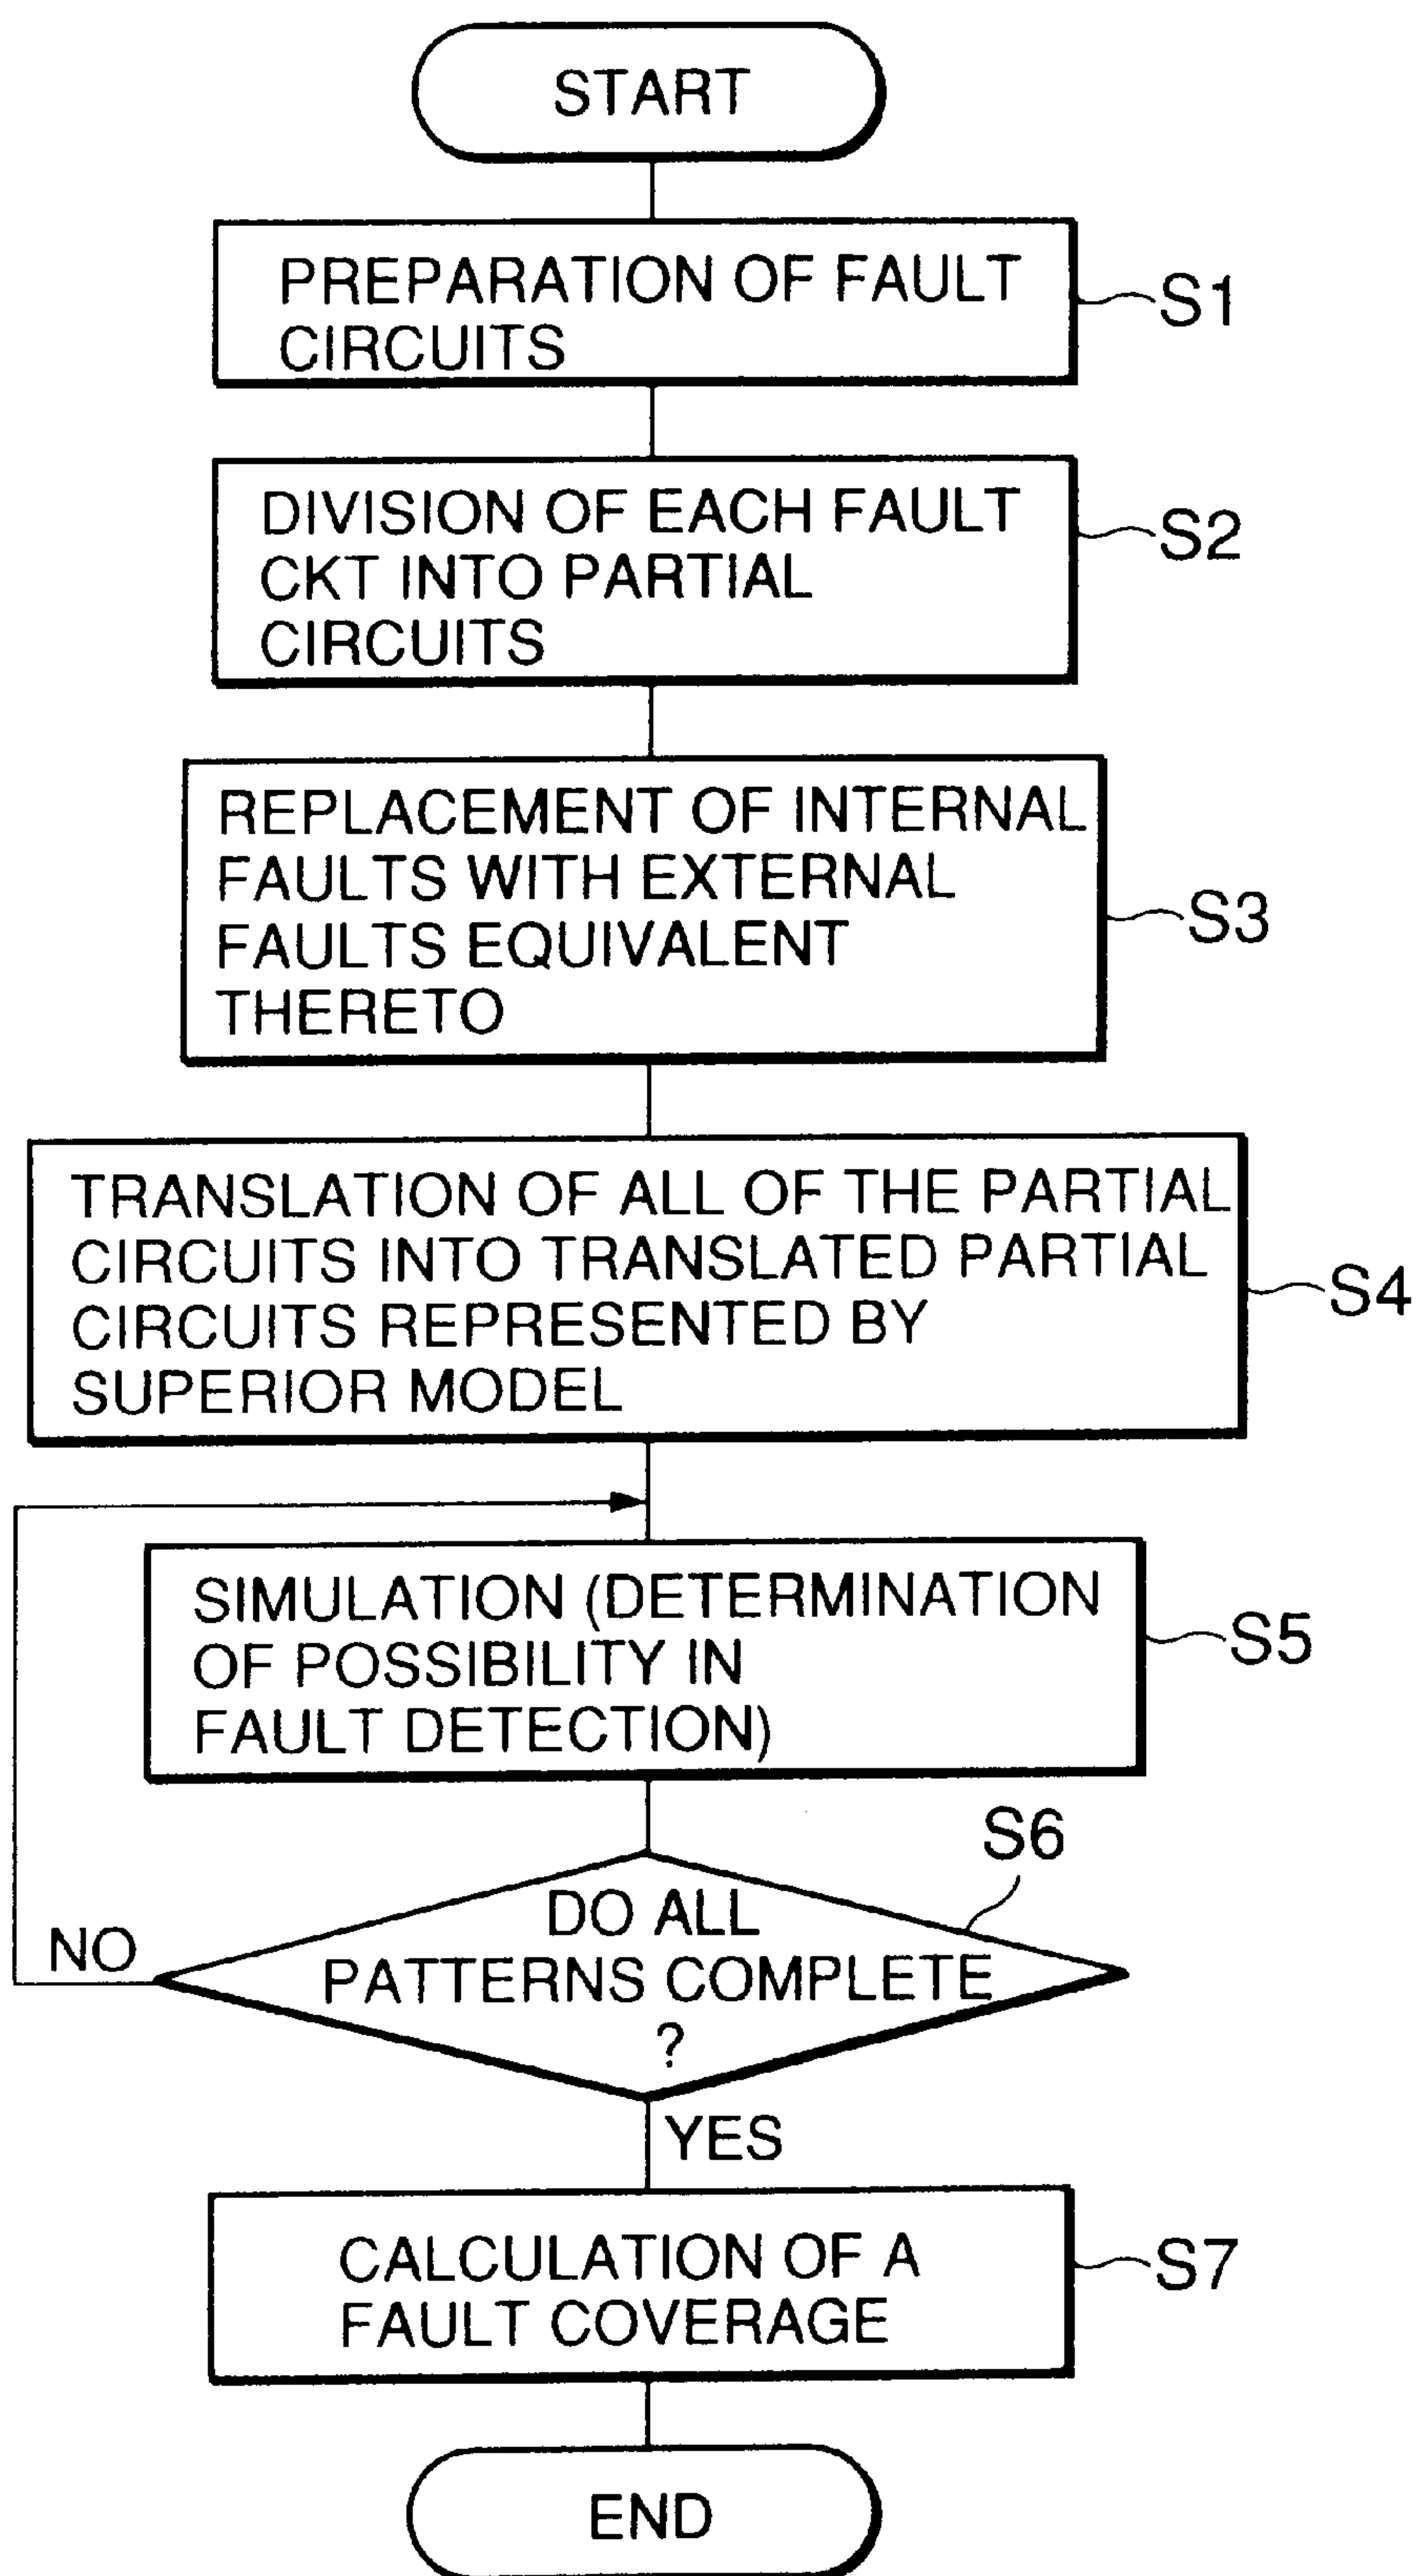 START
PREPARATION OF FAULT
CIRCUITS
S1
DIVISION OF EACH FAULT
CKT INTO PARTIAL
CIRCUITS
S2
REPLACEMENT OF INTERNAL
FAULTS WITH EXTERNAL
FAULTS EQUIVALENT
THERETO
S3
TRANSLATION OF ALL OF THE PARTIAL
CIRCUITS INTO TRANSLATED PARTIAL
CIRCUITS REPRESENTED BY
SUPERIOR MODEL
S4
SIMULATION (DETERMINATION
OF POSSIBILITY IN
FAULT DETECTION)
S5
S6
DO ALL
PATTERNS COMPLETE
?
NO
YES
CALCULATION OF A
FAULT COVERAGE
S7
END